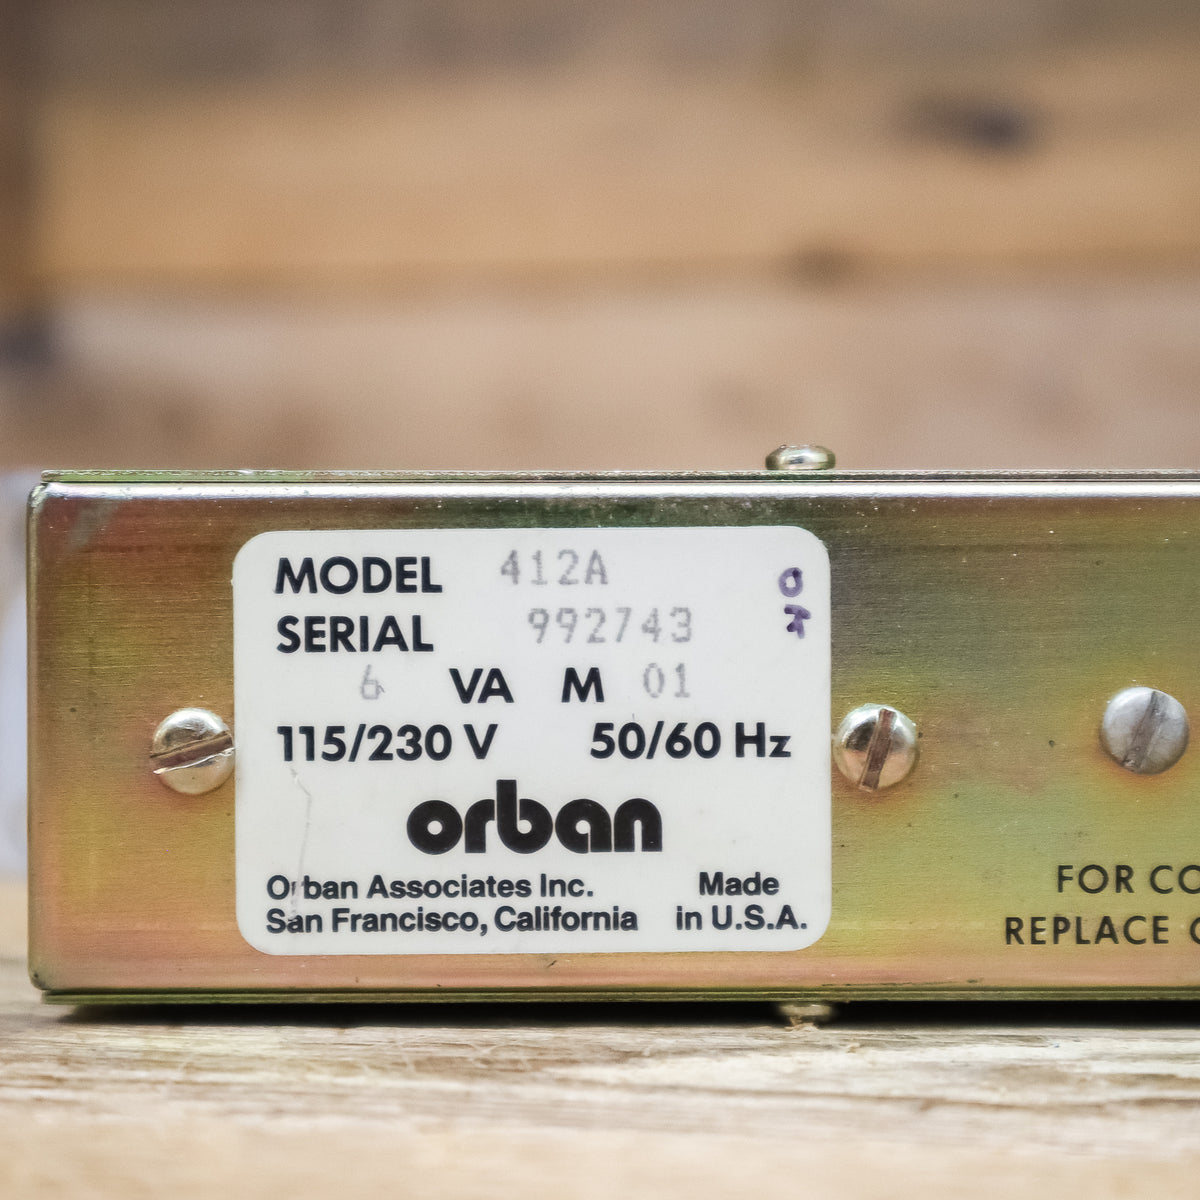 MODEL 412A
SERIAL 992743
6 VA M 01
115/230 V 50/60 Hz
orban
Orban Associates Inc. Made
San Francisco, California in U.S.A.
FOR CO
REPLACE